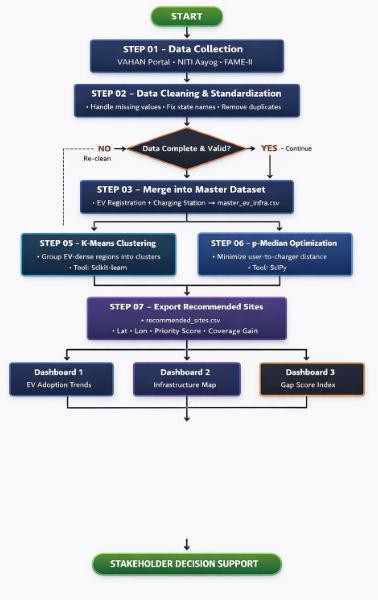 START
STEP 01 – Data Collection
VAHAN Portal • NITI Aayog • FAME-II
STEP 02 – Data Cleaning & Standardization
• Handle missing values • Fix state names • Remove duplicates
NO
Re-clean
Data Complete & Valid?
YES – Continue
STEP 03 – Merge into Master Dataset
• EV Registration + Charging Station → master_ev_infra.csv
STEP 05 – K-Means Clustering
• Group EV-dense regions into clusters
• Tool: Scikit-learn
STEP 06 – p-Median Optimization
• Minimize user-to-charger distance
• Tool: SciPy
STEP 07 – Export Recommended Sites
• recommended_sites.csv
• Lat • Lon • Priority Score • Coverage Gain
Dashboard 1
EV Adoption Trends
Dashboard 2
Infrastructure Map
Dashboard 3
Gap Score Index
STAKEHOLDER DECISION SUPPORT